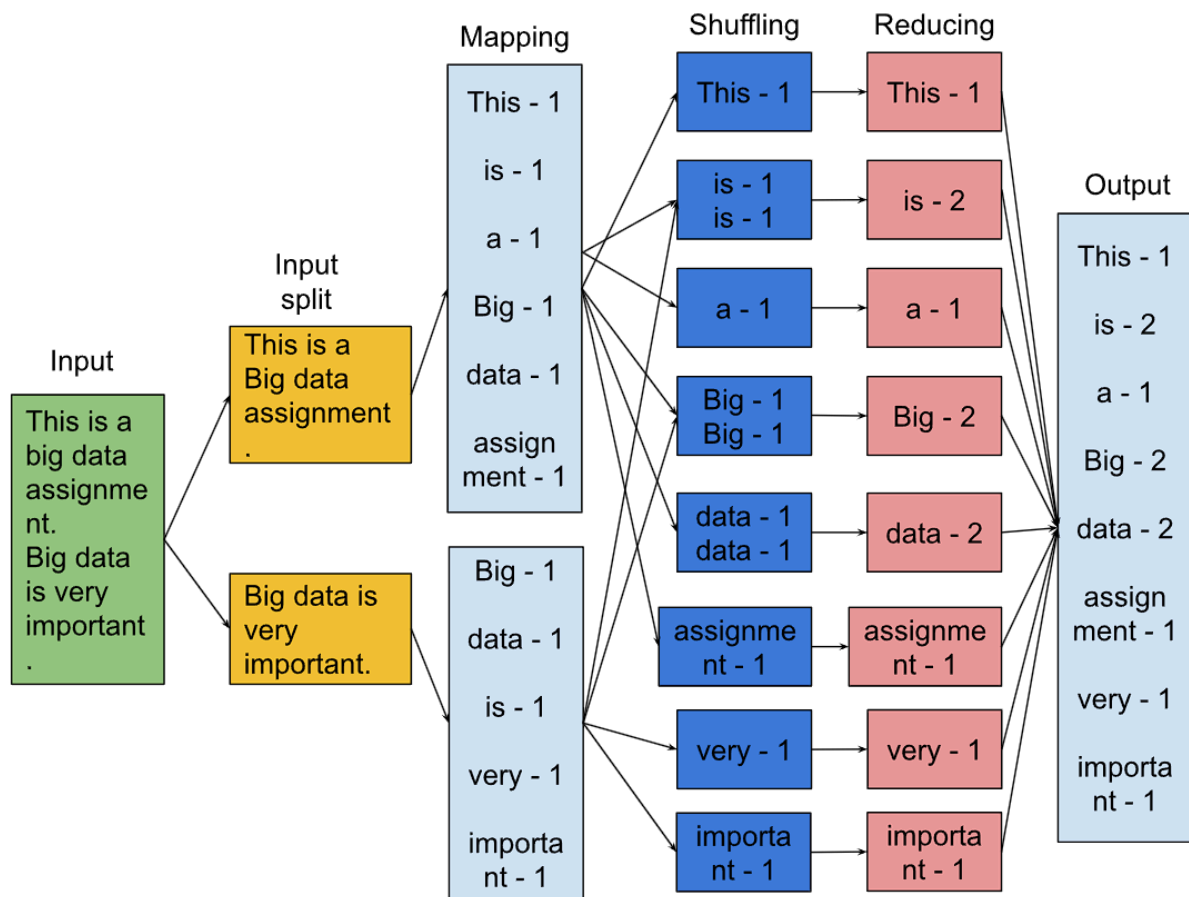 Input
This is a
big data
assignme
nt.
Big data
is very
important
.
Input
split
This is a
Big data
assignment
.
Big data is
very
important.
Mapping
This - 1
is - 1
a - 1
Big - 1
data - 1
assign
ment - 1
Big - 1
data - 1
is - 1
very - 1
importa
nt - 1
Shuffling
This - 1
is - 1
is - 1
a - 1
Big - 1
Big - 1
data - 1
data - 1
assignme
nt - 1
very - 1
importa
nt - 1
Reducing
This - 1
is - 2
a - 1
Big - 2
data - 2
assignme
nt - 1
very - 1
importa
nt - 1
Output
This - 1
is - 2
a - 1
Big - 2
data - 2
assign
ment - 1
very - 1
importa
nt - 1